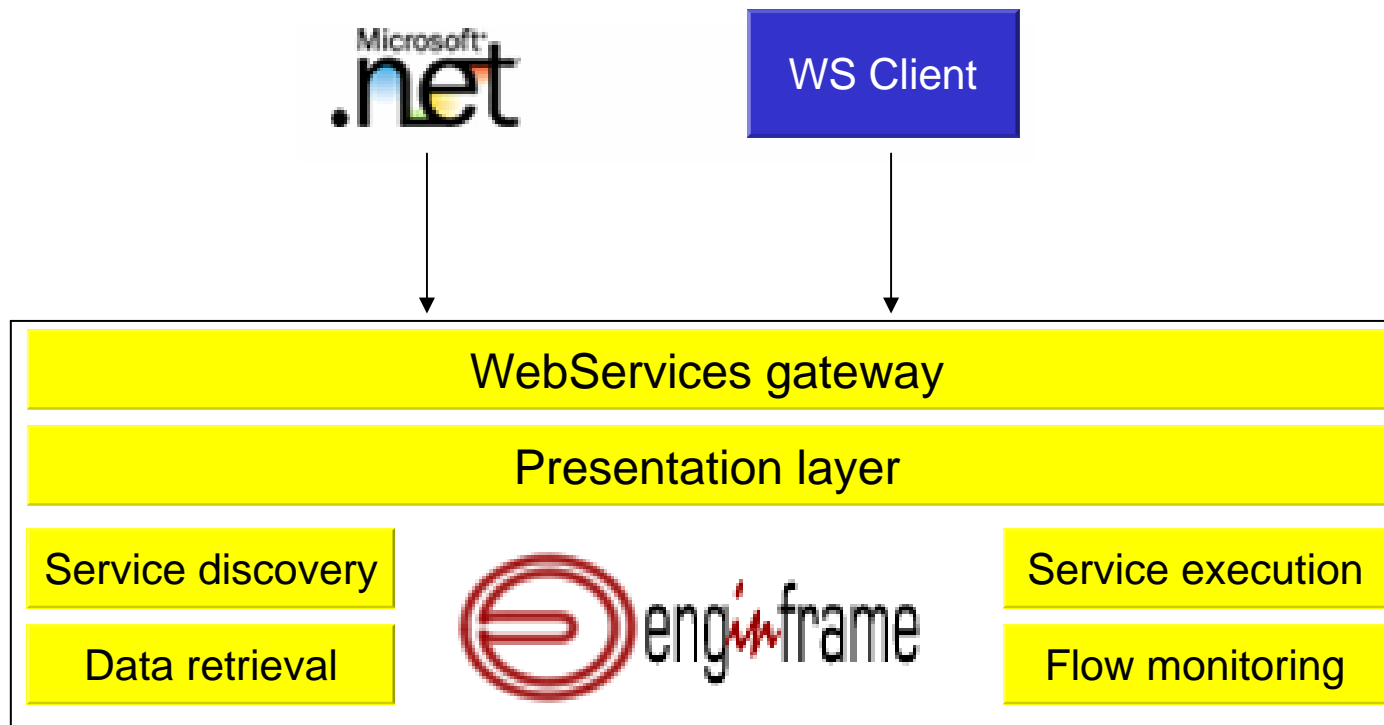 Microsoft
.net
WS Client
WebServices gateway
Presentation layer
Service discovery
Service execution
enginframe
Data retrieval
Flow monitoring